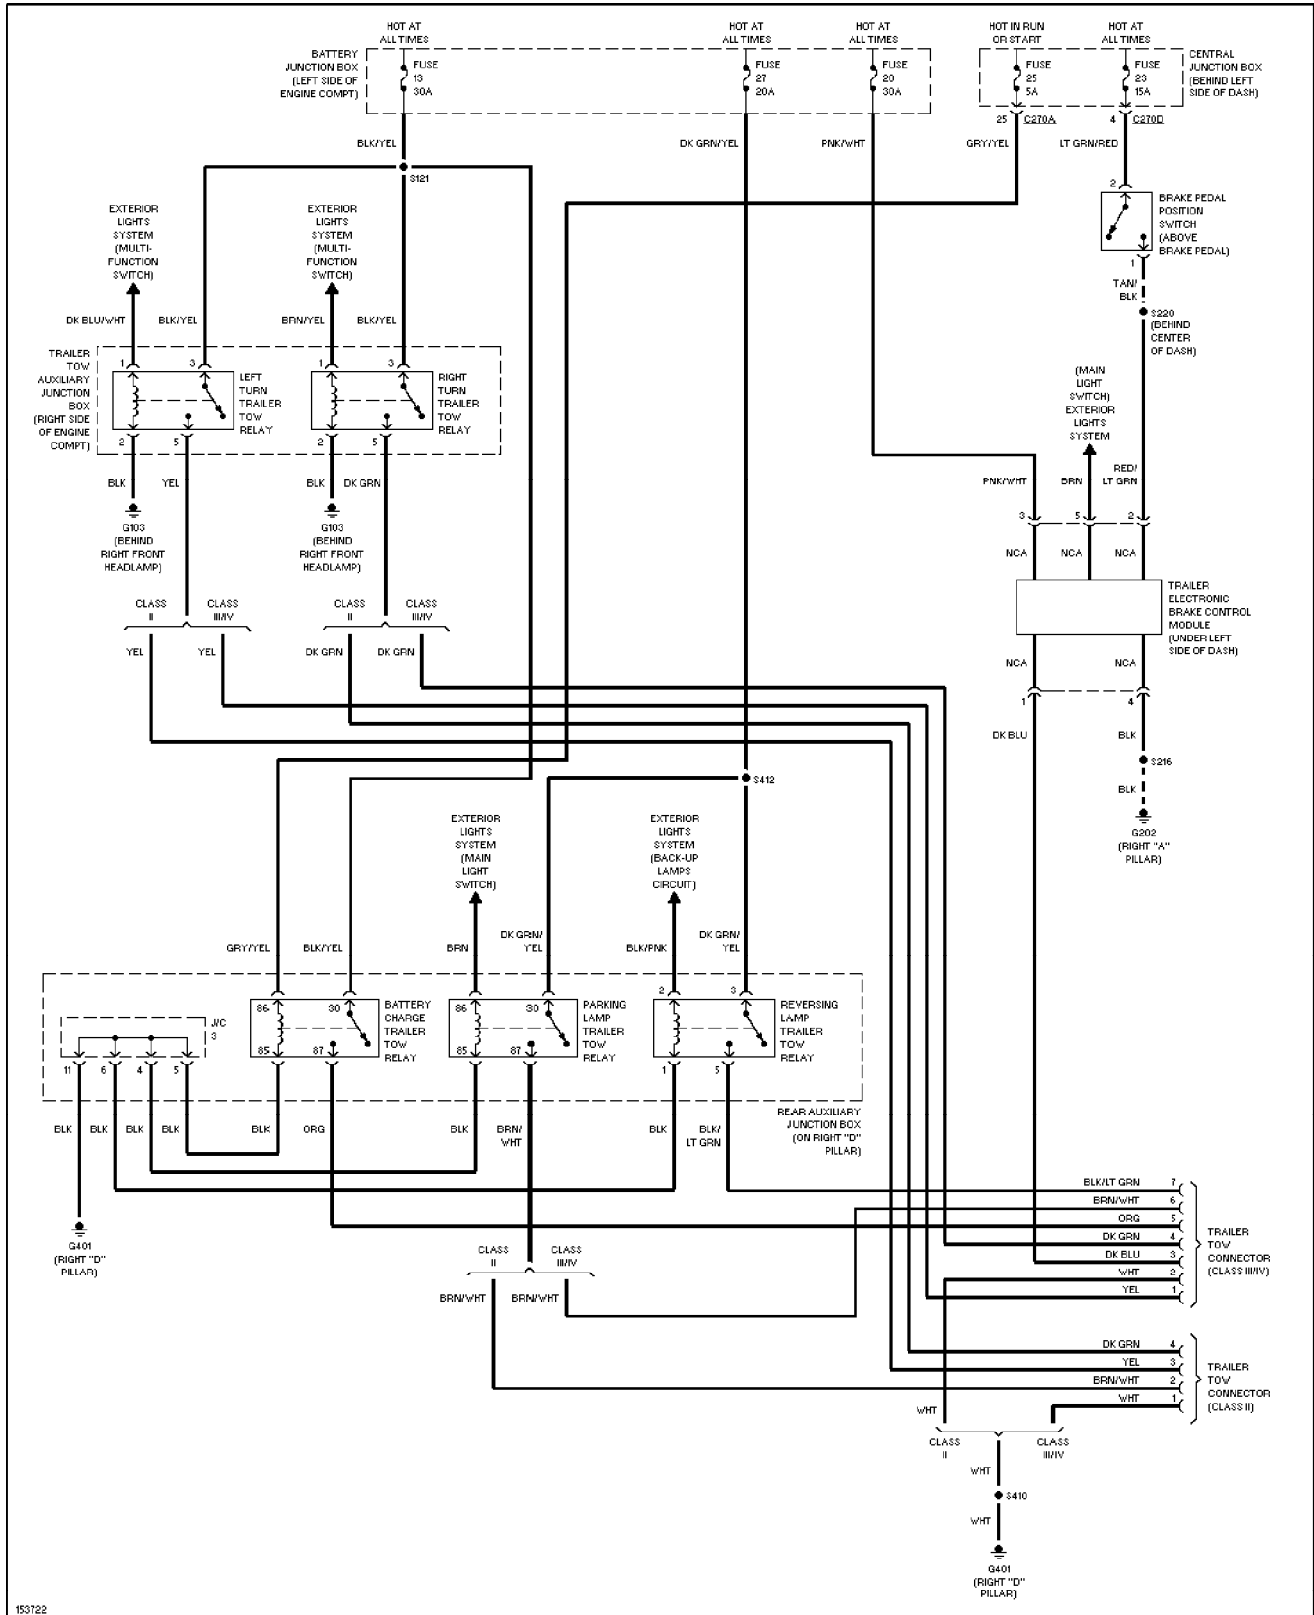 HOT AT
ALL TIMES
HOT AT
ALL TIMES
HOT AT
ALL TIMES
HOT IN RUN
OR START
HOT AT
ALL TIMES
BATTERY
JUNCTION BOX
(LEFT SIDE OF
ENGINE COMPT)
FUSE
13
30A
FUSE
27
20A
FUSE
20
30A
FUSE
25
5A
FUSE
23
15A
CENTRAL
JUNCTION BOX
(BEHIND LEFT
SIDE OF DASH)
25 C270A
4 C270D
BLK/YEL
DK GRN/YEL
PNK/WHT
GRY/YEL
LT GRN/RED
S121
2
BRAKE PEDAL
POSITION
SWITCH
(ABOVE
BRAKE PEDAL)
1
EXTERIOR
LIGHTS
SYSTEM
(MULTI-
FUNCTION
SWITCH)
EXTERIOR
LIGHTS
SYSTEM
(MULTI-
FUNCTION
SWITCH)
TAN/
BLK
S220
(BEHIND
CENTER
OF DASH)
DK BLU/WHT
BLK/YEL
BRN/YEL
BLK/YEL
TRAILER
TOW
AUXILIARY
JUNCTION
BOX
(RIGHT SIDE
OF ENGINE
COMPT)
1
3
LEFT
TURN
TRAILER
TOW
RELAY
2
5
1
3
RIGHT
TURN
TRAILER
TOW
RELAY
2
5
(MAIN
LIGHT
SWITCH)
EXTERIOR
LIGHTS
SYSTEM
BLK
YEL
BLK
DK GRN
PNK/WHT
BRN
RED/
LT GRN
G103
(BEHIND
RIGHT FRONT
HEADLAMP)
G103
(BEHIND
RIGHT FRONT
HEADLAMP)
3
5
2
NCA
NCA
NCA
TRAILER
ELECTRONIC
BRAKE CONTROL
MODULE
(UNDER LEFT
SIDE OF DASH)
CLASS
II
CLASS
III/IV
CLASS
II
CLASS
III/IV
YEL
YEL
DK GRN
DK GRN
NCA
NCA
1
4
DK BLU
BLK
S216
BLK
G202
(RIGHT "A"
PILLAR)
S412
EXTERIOR
LIGHTS
SYSTEM
(MAIN
LIGHT
SWITCH)
EXTERIOR
LIGHTS
SYSTEM
(BACK-UP
LAMPS
CIRCUIT)
GRY/YEL
BLK/YEL
BRN
DK GRN/
YEL
BLK/PNK
DK GRN/
YEL
J/C
3
86
30
BATTERY
CHARGE
TRAILER
TOW
RELAY
85
87
86
30
PARKING
LAMP
TRAILER
TOW
RELAY
85
87
2
3
REVERSING
LAMP
TRAILER
TOW
RELAY
1
5
11
6
4
5
REAR AUXILIARY
JUNCTION BOX
(ON RIGHT "D"
PILLAR)
BLK
BLK
BLK
BLK
BLK
ORG
BLK
BRN/
WHT
BLK
BLK/
LT GRN
G401
(RIGHT "D"
PILLAR)
CLASS
II
CLASS
III/IV
BRN/WHT
BRN/WHT
BLK/LT GRN 7
BRN/WHT 6
ORG 5
DK GRN 4
DK BLU 3
WHT 2
YEL 1
TRAILER
TOW
CONNECTOR
(CLASS III/IV)
DK GRN 4
YEL 3
BRN/WHT 2
WHT 1
TRAILER
TOW
CONNECTOR
(CLASS II)
WHT
CLASS
II
CLASS
III/IV
WHT
S410
WHT
G401
(RIGHT "D"
PILLAR)
153722